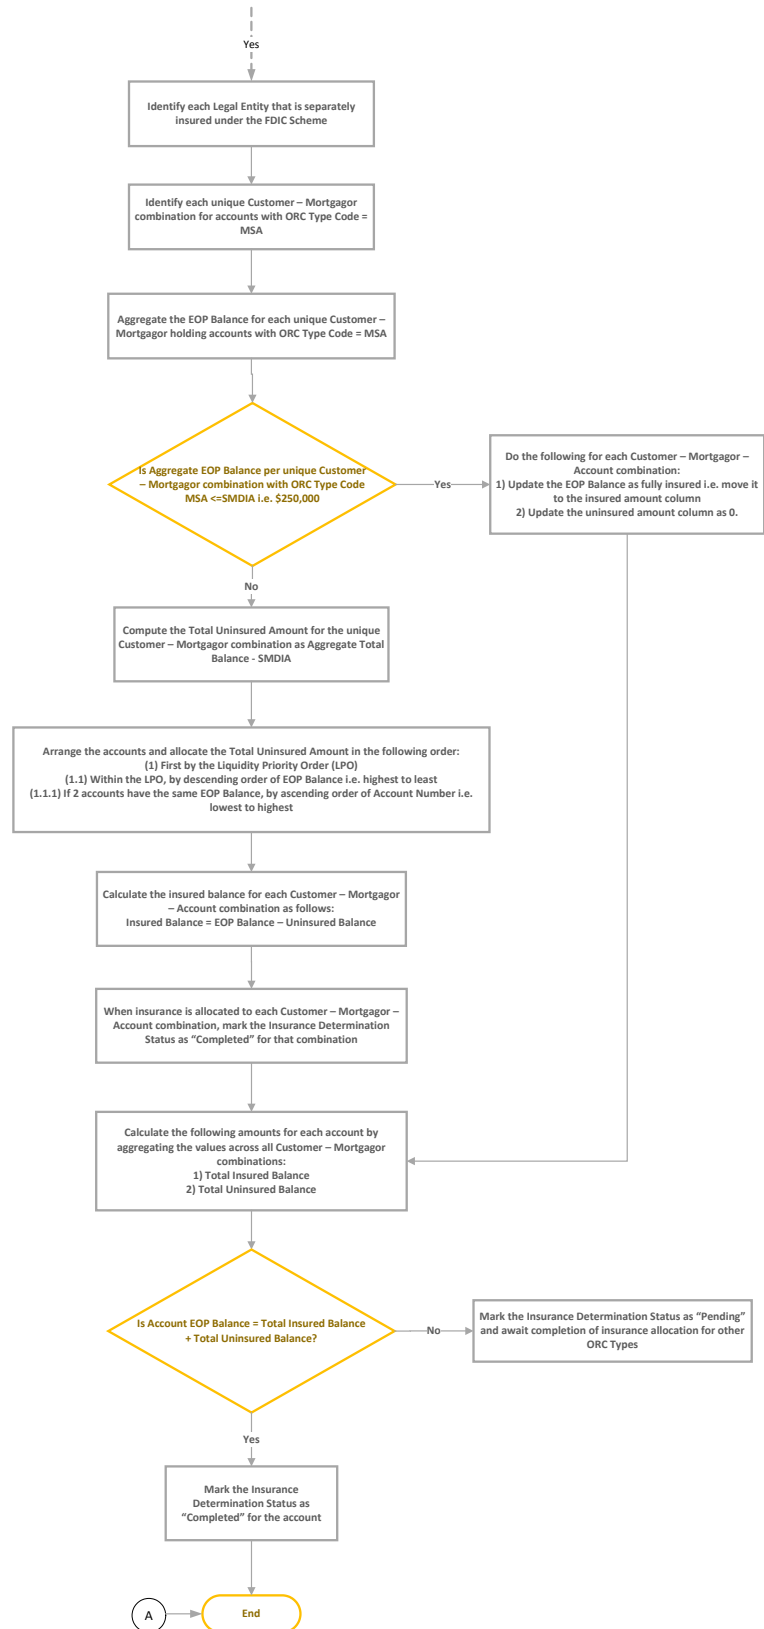 Yes
Identify each Legal Entity that is separately
insured under the FDIC Scheme
Identify each unique Customer – Mortgagor
combination for accounts with ORC Type Code =
MSA
Aggregate the EOP Balance for each unique Customer –
Mortgagor holding accounts with ORC Type Code = MSA
Is Aggregate EOP Balance per unique Customer
– Mortgagor combination with ORC Type Code
MSA <=SMDIA i.e. $250,000
Yes
Do the following for each Customer – Mortgagor –
Account combination:
1) Update the EOP Balance as fully insured i.e. move it
to the insured amount column
2) Update the uninsured amount column as 0.
No
Compute the Total Uninsured Amount for the unique
Customer – Mortgagor combination as Aggregate Total
Balance - SMDIA
Arrange the accounts and allocate the Total Uninsured Amount in the following order:
(1) First by the Liquidity Priority Order (LPO)
(1.1) Within the LPO, by descending order of EOP Balance i.e. highest to least
(1.1.1) If 2 accounts have the same EOP Balance, by ascending order of Account Number i.e.
lowest to highest
Calculate the insured balance for each Customer – Mortgagor
– Account combination as follows:
Insured Balance = EOP Balance – Uninsured Balance
When insurance is allocated to each Customer – Mortgagor –
Account combination, mark the Insurance Determination
Status as “Completed” for that combination
Calculate the following amounts for each account by
aggregating the values across all Customer – Mortgagor
combinations:
1) Total Insured Balance
2) Total Uninsured Balance
Is Account EOP Balance = Total Insured Balance
+ Total Uninsured Balance?
No
Mark the Insurance Determination Status as “Pending”
and await completion of insurance allocation for other
ORC Types
Yes
Mark the Insurance
Determination Status as
“Completed” for the account
A
End